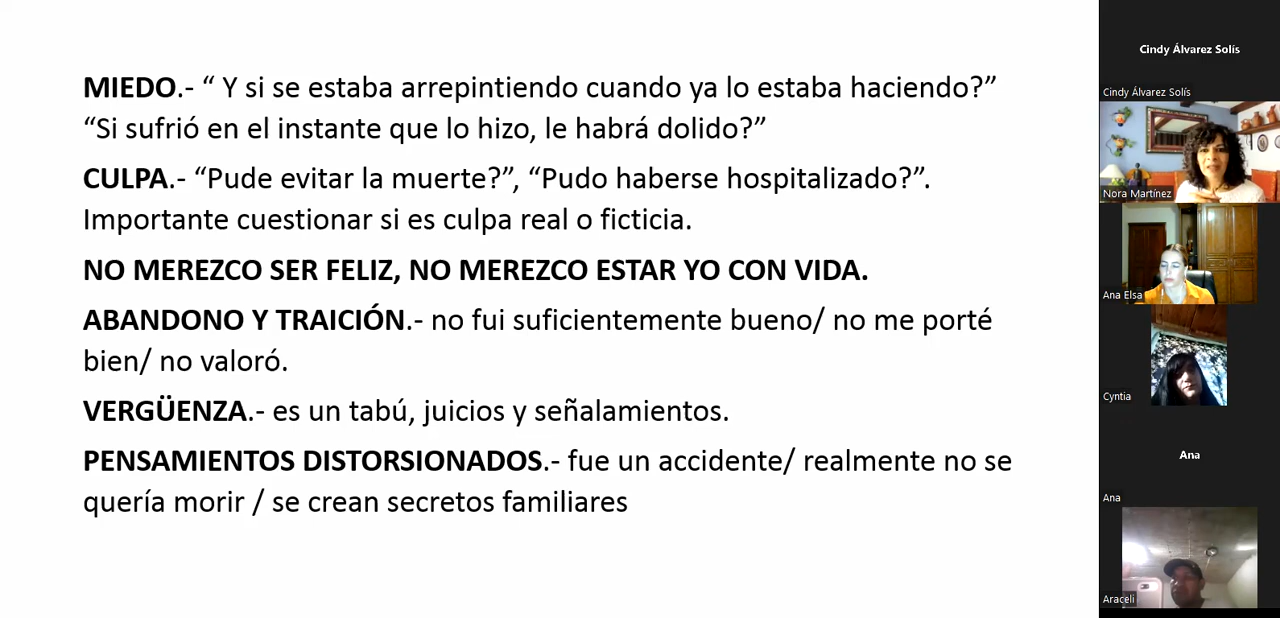 MIEDO.- “ Y si se estaba arrepintiendo cuando ya lo estaba haciendo?”
“Si sufrió en el instante que lo hizo, le habrá dolido?”
CULPA.- “Pude evitar la muerte?”, “Pudo haberse hospitalizado?”.
Importante cuestionar si es culpa real o ficticia.
NO MEREZCO SER FELIZ, NO MEREZCO ESTAR YO CON VIDA.
ABANDONO Y TRAICIÓN.- no fui suficientemente bueno/ no me porté
bien/ no valoró.
VERGÜENZA.- es un tabú, juicios y señalamientos.
PENSAMIENTOS DISTORSIONADOS.- fue un accidente/ realmente no se
quería morir / se crean secretos familiares
Cindy Álvarez Solís
Cindy Álvarez Solís
Nora Martínez
Ana Elsa
Cyntia
Ana
Ana
Araceli